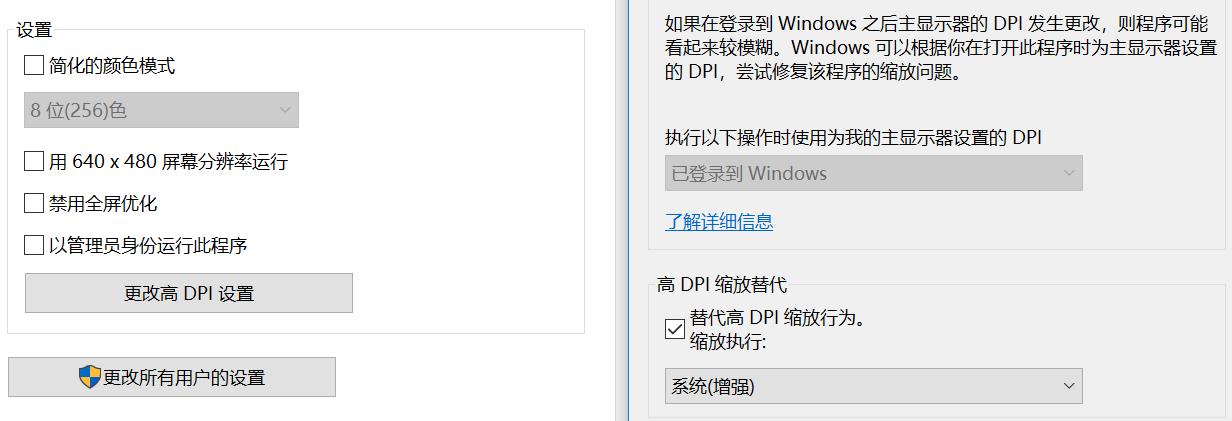 设置
简化的颜色模式
8 位(256)色
用 640 x 480 屏幕分辨率运行
禁用全屏优化
以管理员身份运行此程序
更改高 DPI 设置
更改所有用户的设置
如果在登录到 Windows 之后主显示器的 DPI 发生更改，则程序可能
看起来较模糊。Windows 可以根据你在打开此程序时为主显示器设置
的 DPI，尝试修复该程序的缩放问题。
执行以下操作时使用为我的主显示器设置的 DPI
已登录到 Windows
了解详细信息
高 DPI 缩放替代
替代高 DPI 缩放行为。
缩放执行:
系统(增强)